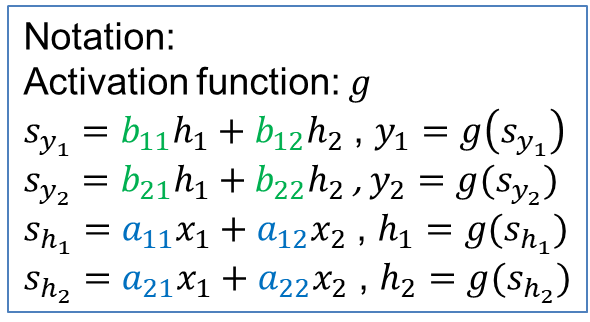 Notation:
Activation function: g
s_{y_1} = b_{11}h_1 + b_{12}h_2 , y_1 = g(s_{y_1})
s_{y_2} = b_{21}h_1 + b_{22}h_2 , y_2 = g(s_{y_2})
s_{h_1} = a_{11}x_1 + a_{12}x_2 , h_1 = g(s_{h_1})
s_{h_2} = a_{21}x_1 + a_{22}x_2 , h_2 = g(s_{h_2})